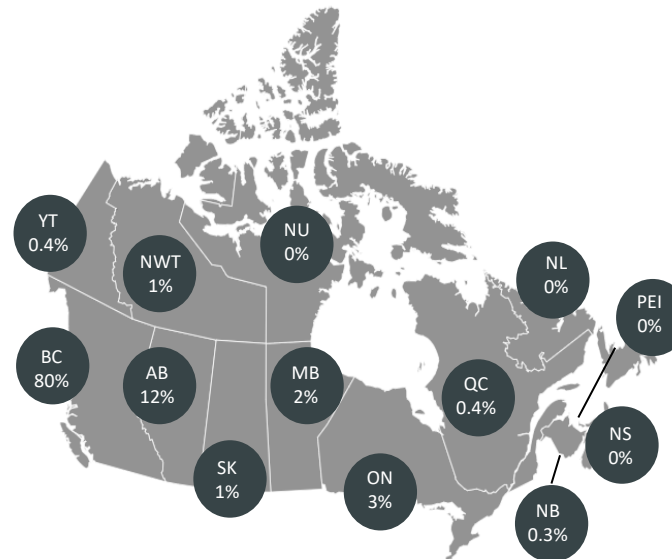 YT
0.4%
NWT
1%
NU
0%
NL
0%
PEI
0%
BC
80%
AB
12%
MB
2%
QC
0.4%
NS
0%
SK
1%
ON
3%
NB
0.3%